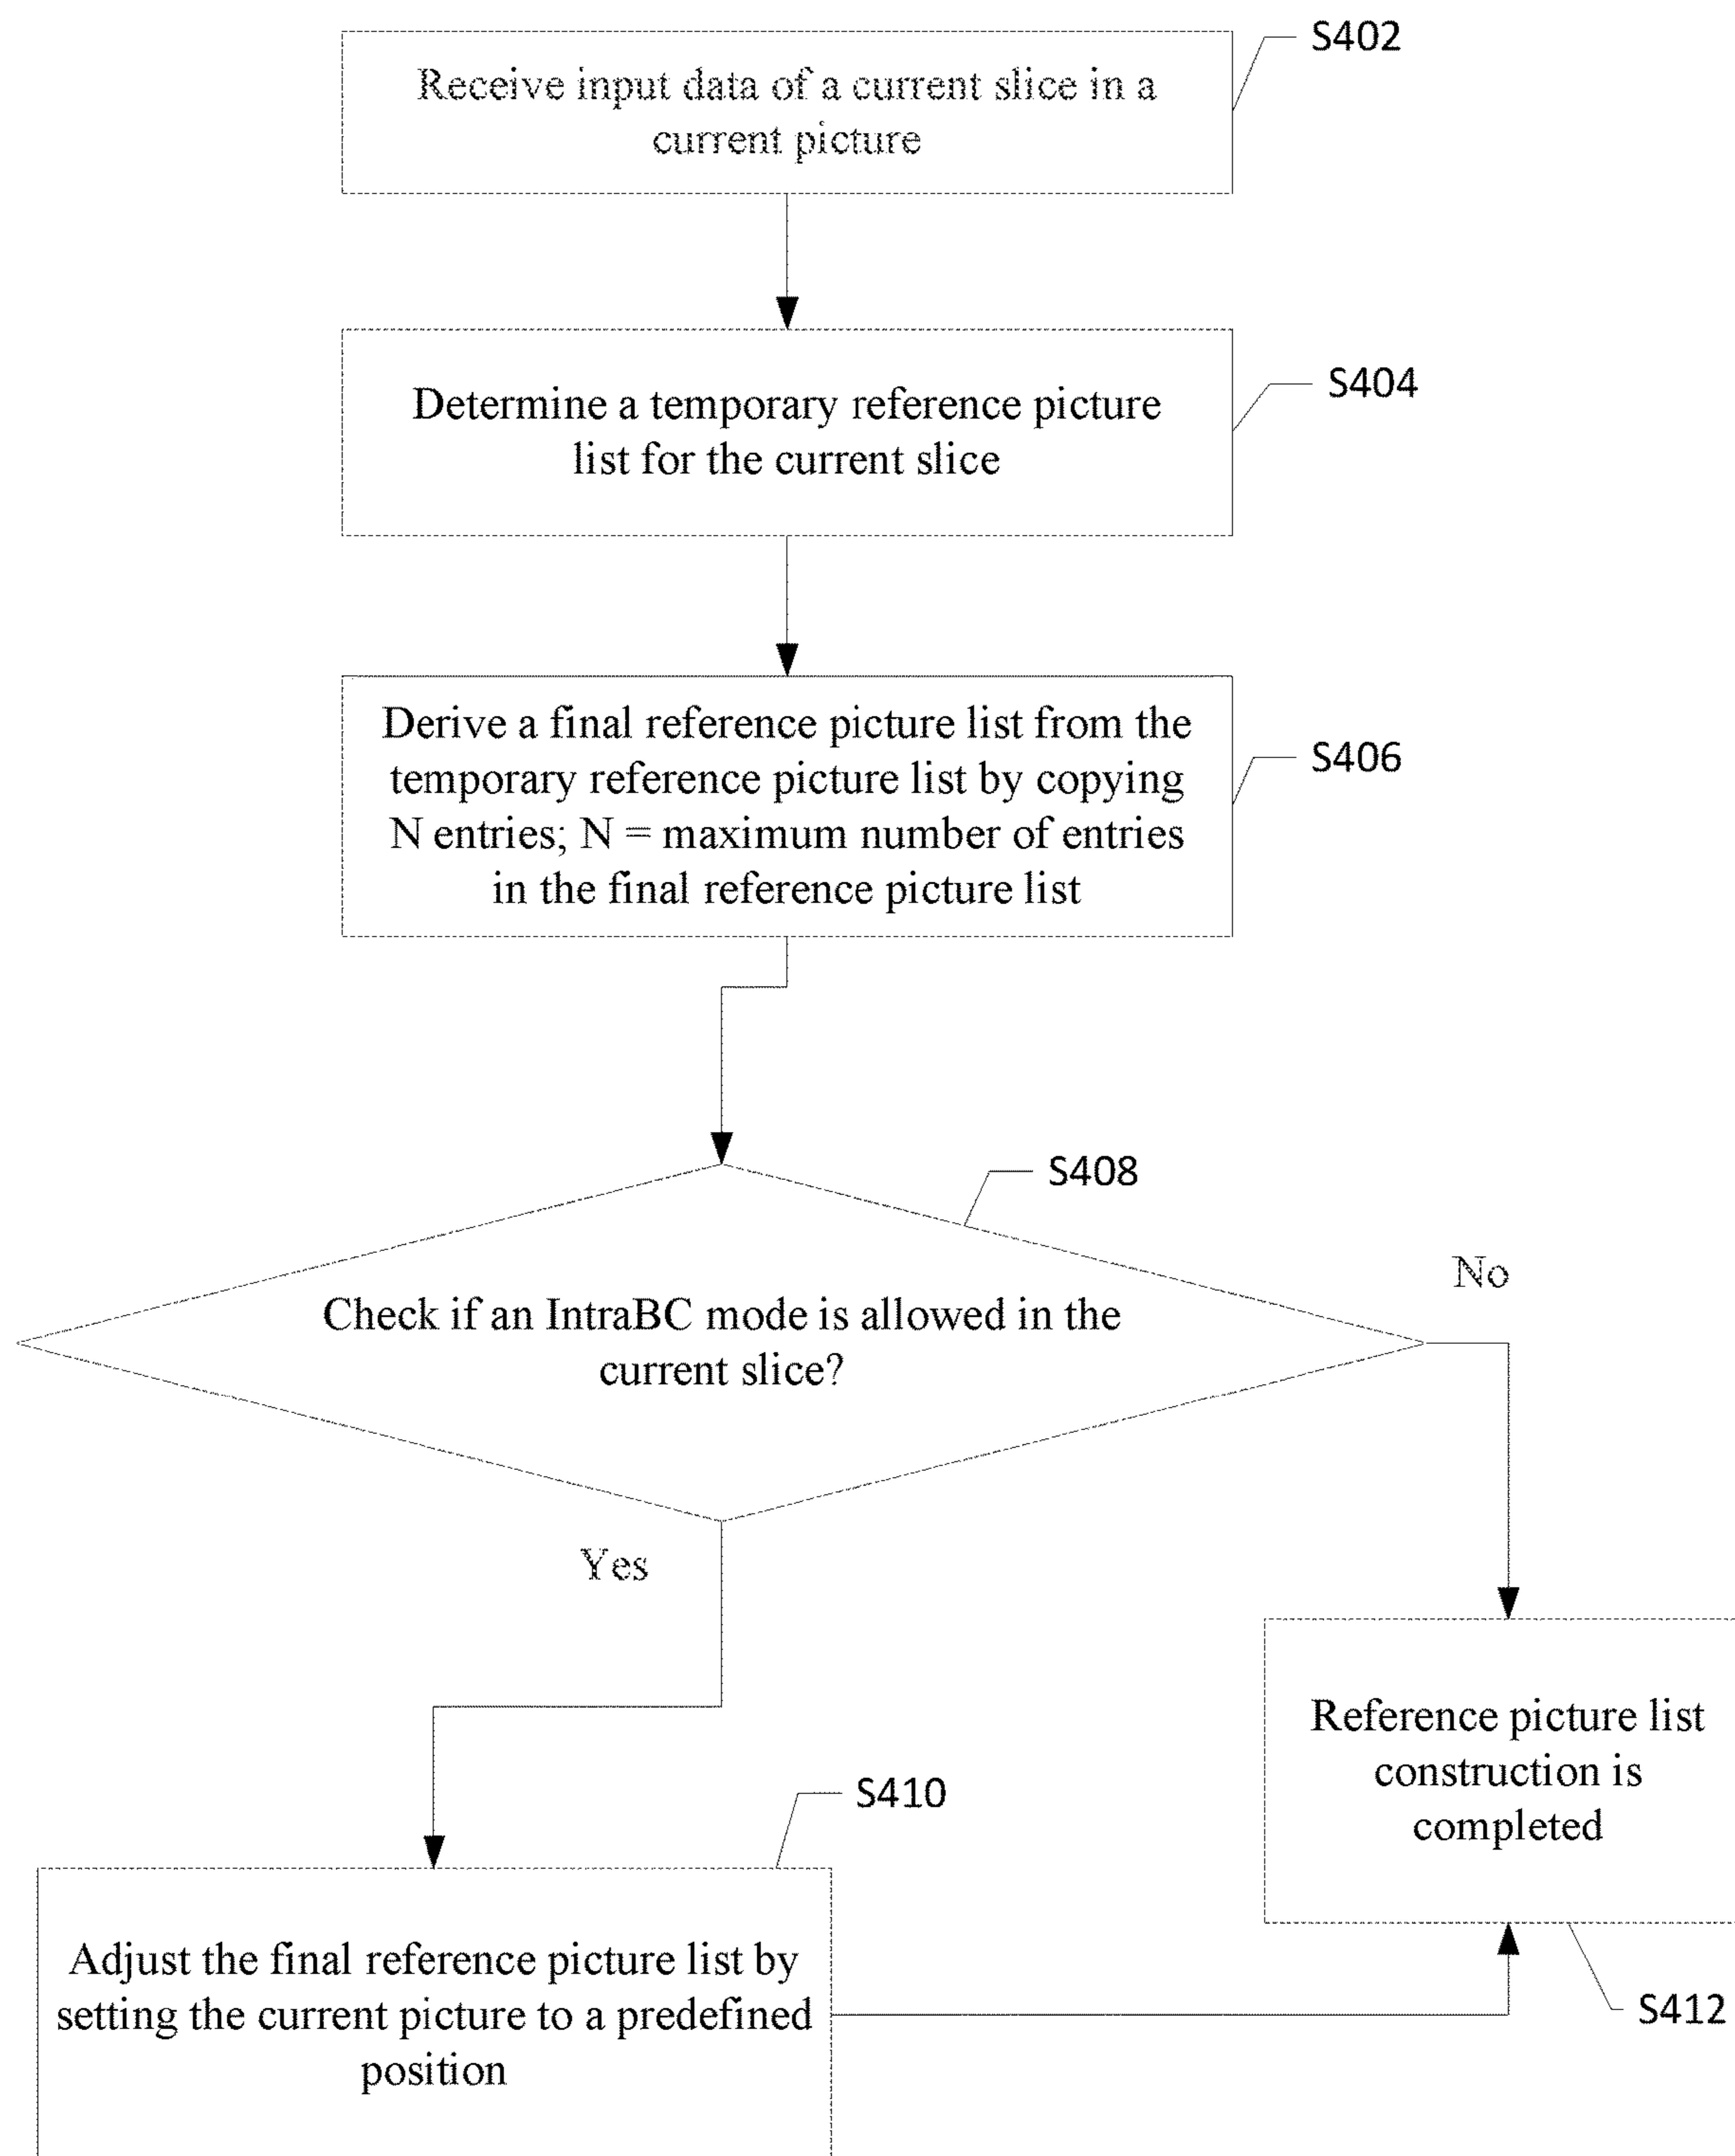 S402
Receive input data of a current slice in a
current picture
S404
Determine a temporary reference picture
list for the current slice
S406
Derive a final reference picture list from the
temporary reference picture list by copying
N entries; N = maximum number of entries
in the final reference picture list
S408
No
Check if an IntraBC mode is allowed in the
current slice?
Yes
Reference picture list
construction is
completed
S410
Adjust the final reference picture list by
setting the current picture to a predefined
position
S412